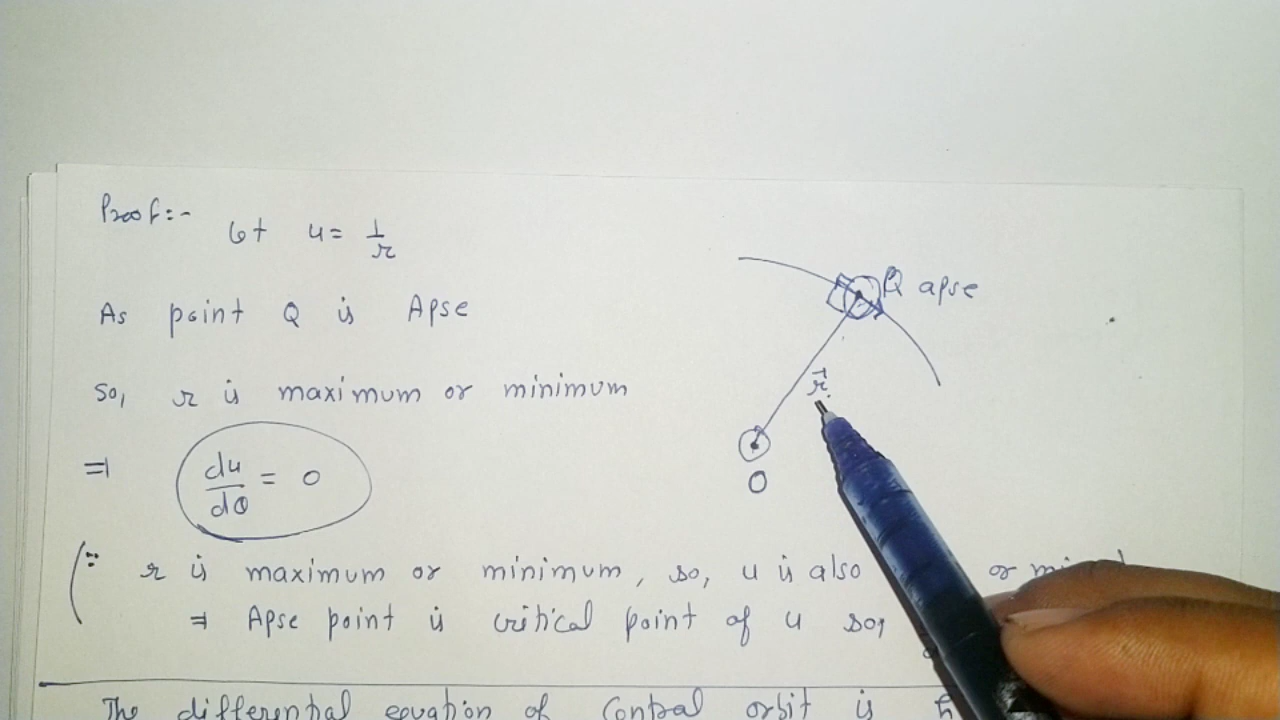 Proof:-
Let u = 1/r
As point Q is Apse
so, r is maximum or minimum
⇒ du/dθ = 0
(∵ r is maximum or minimum, so, u is also or
⇒ Apse point is critical point of u so,
The differential equation of Central orbit is
Q apse
r
O